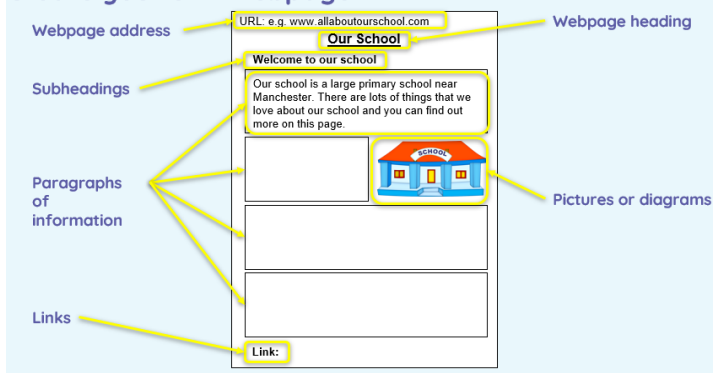 Webpage address
URL: e.g. www.allaboutourschool.com
Webpage heading
Our School
Welcome to our school
Subheadings
Our school is a large primary school near
Manchester. There are lots of things that we
love about our school and you can find out
more on this page.
SCHOOL
Paragraphs
of
information
Pictures or diagrams
Links
Link: